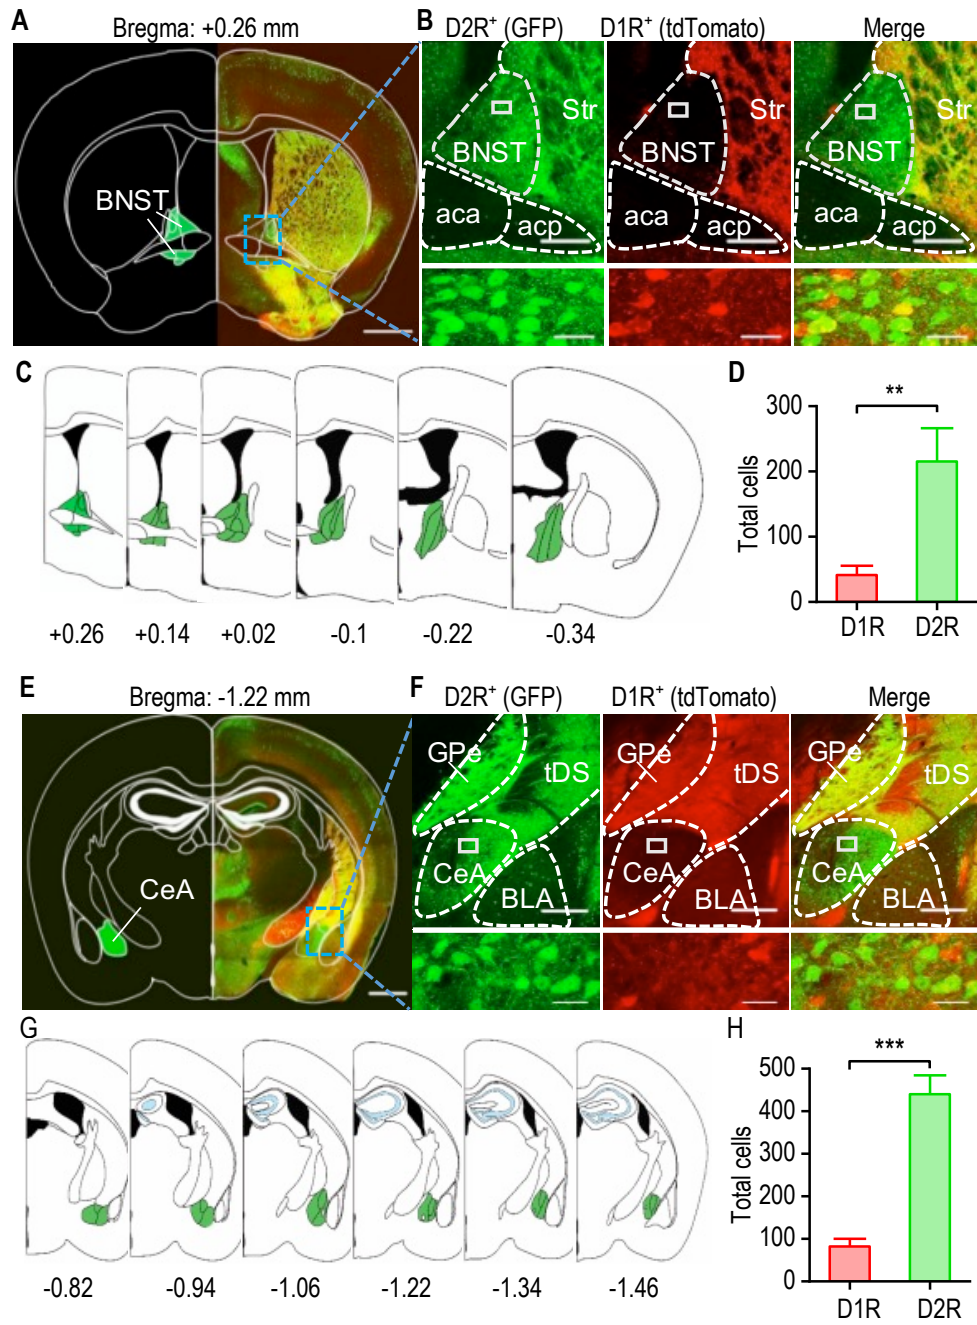 A
Bregma: +0.26 mm
BNST
B
D2R+ (GFP)
D1R+ (tdTomato)
Merge
Str
BNST
aca
acp
Str
BNST
aca
acp
Str
BNST
aca
acp
C
+0.26
+0.14
+0.02
-0.1
-0.22
-0.34
D
**
Total cells
300
200
100
0
D1R
D2R
E
Bregma: -1.22 mm
CeA
F
D2R+ (GFP)
D1R+ (tdTomato)
Merge
GPe
tDS
CeA
BLA
GPe
tDS
CeA
BLA
GPe
tDS
CeA
BLA
G
-0.82
-0.94
-1.06
-1.22
-1.34
-1.46
H
***
Total cells
500
400
300
200
100
0
D1R
D2R